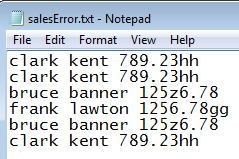 salesError.txt - Notepad
File Edit Format View Help
clark kent 789.23hh
clark kent 789.23hh
bruce banner 125z6.78
frank lawton 1256.78gg
bruce banner 125z6.78
clark kent 789.23hh